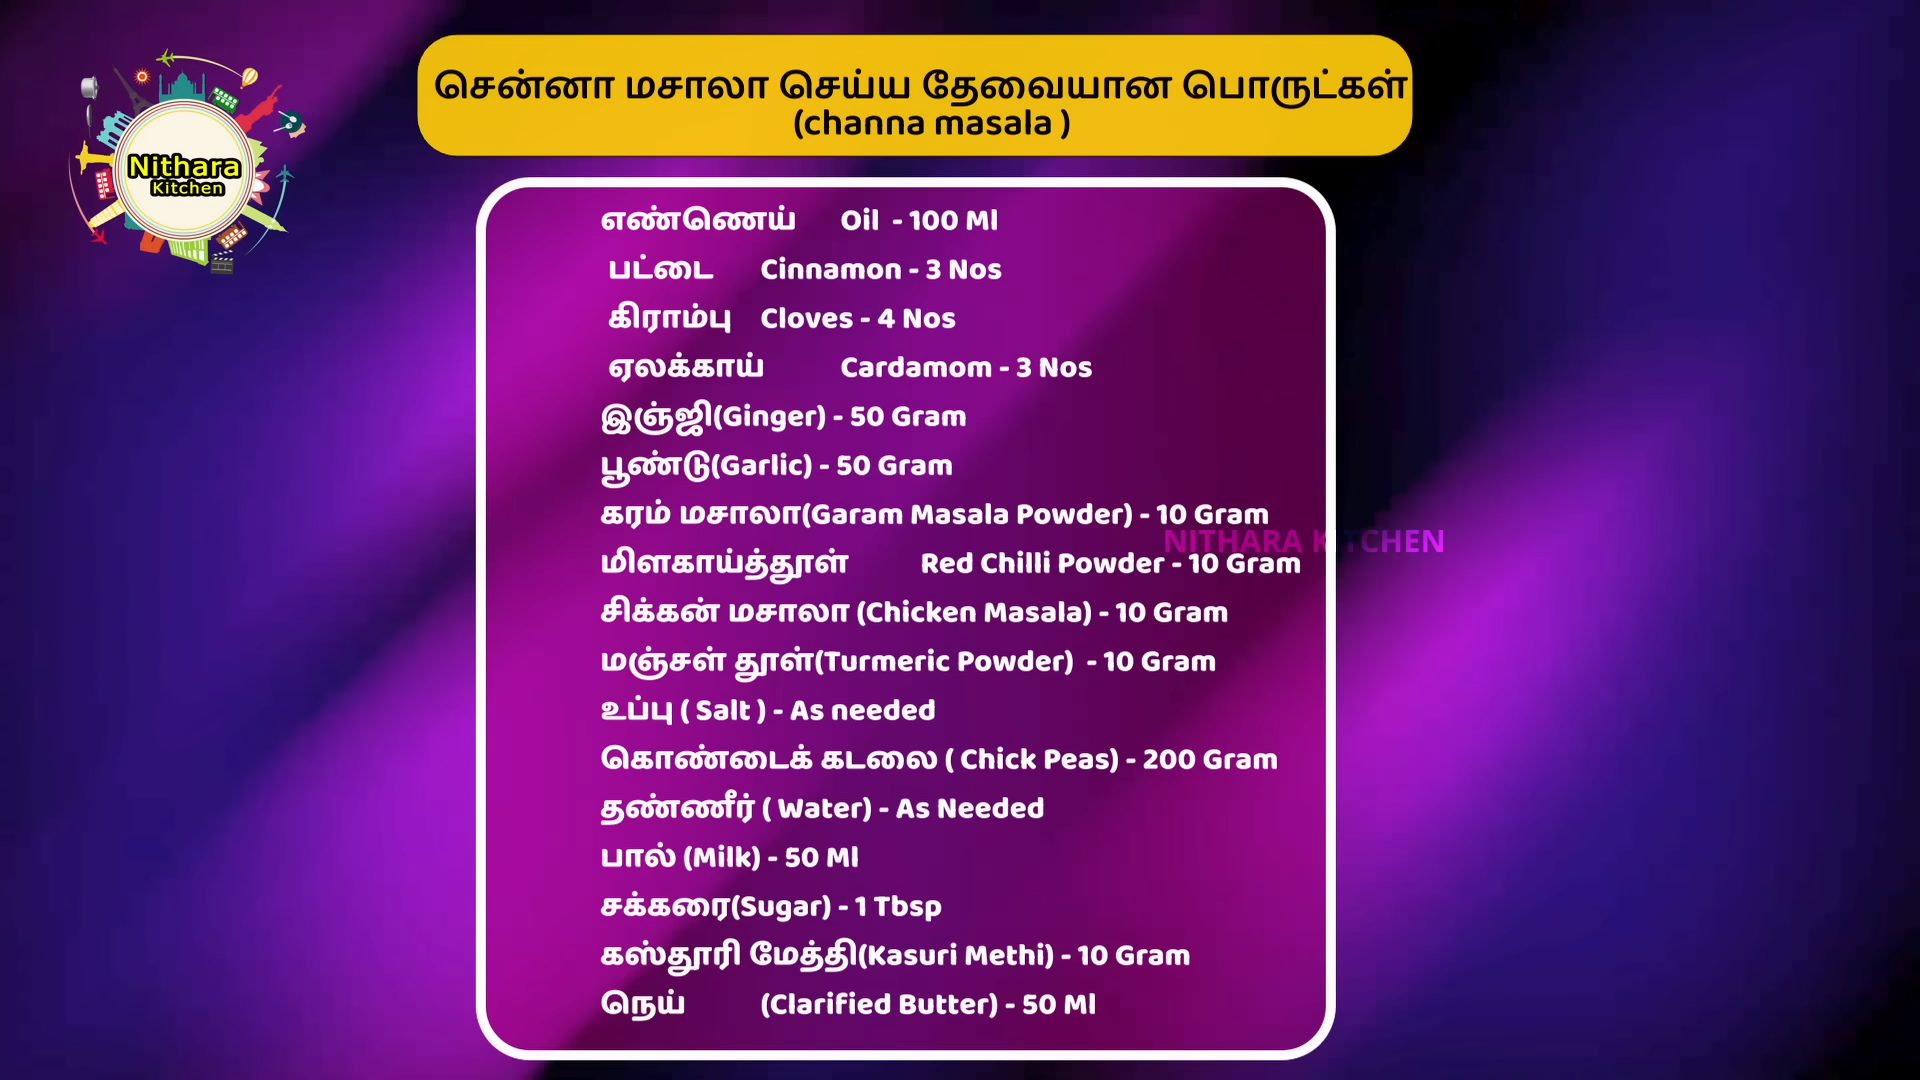 Nithara
Kitchen
சென்னா மசாலா செய்ய தேவையான பொருட்கள்
(channa masala )
எண்ணெய் Oil - 100 Ml
பட்டை Cinnamon - 3 Nos
கிராம்பு Cloves - 4 Nos
ஏலக்காய் Cardamom - 3 Nos
இஞ்ஜி(Ginger) - 50 Gram
பூண்டு(Garlic) - 50 Gram
கரம் மசாலா(Garam Masala Powder) - 10 Gram
NITHARA KITCHEN
மிளகாய்த்தூள் Red Chilli Powder - 10 Gram
சிக்கன் மசாலா (Chicken Masala) - 10 Gram
மஞ்சள் தூள்(Turmeric Powder) - 10 Gram
உப்பு ( Salt ) - As needed
கொண்டைக் கடலை ( Chick Peas) - 200 Gram
தண்ணீர் ( Water) - As Needed
பால் (Milk) - 50 Ml
சக்கரை(Sugar) - 1 Tbsp
கஸ்தூரி மேத்தி(Kasuri Methi) - 10 Gram
நெய் (Clarified Butter) - 50 Ml